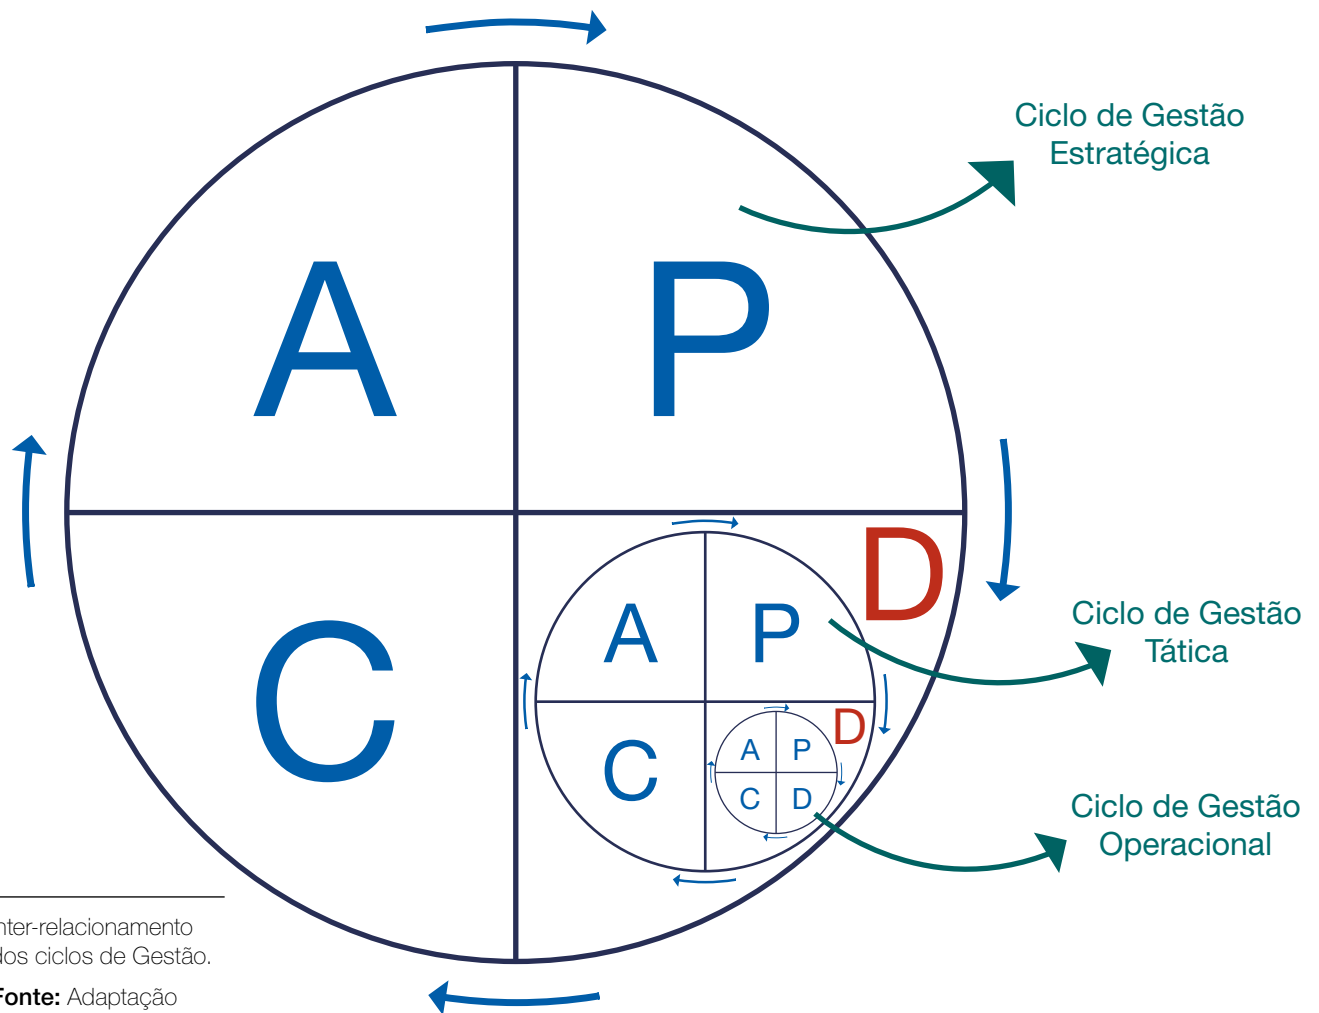 Ciclo de Gestão
Estratégica
A
P
D
C
Ciclo de Gestão
Tática
A
P
D
C
Ciclo de Gestão
Operacional
A
P
C
D
nter-relacionamento
dos ciclos de Gestão.
Fonte: Adaptação